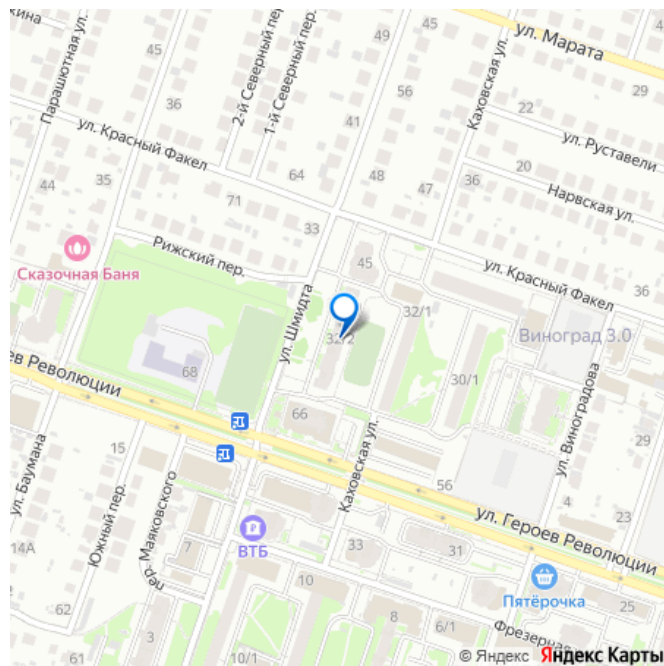 кина
Парашютная ул.
45
2-й Северный пер.
1-й Северный пер.
45
56
Каховская ул.
ул. Марата
29
36
ул. Красный Факел
41
22
ул. Руставели
20
44
35
71
64
48
47
36
Нарвская ул.
33
Сказочная Баня
Рижский пер.
45
ул. Красный Факел
36
ул. Шмидта
32/2
32/1
Виноград 3.0
ев Революции
68
30/1
ул. Виноградова
66
Каховская ул.
29
ул. Баумана
15
Южный пер.
пер. Маяковского
56
ул. Героев Революции
4
23
14А
7
ВТБ
33
31
Пятёрочка
25
62
3
10
8
6/1
Фрезерная
10/1
© Яндекс Яндекс Карты